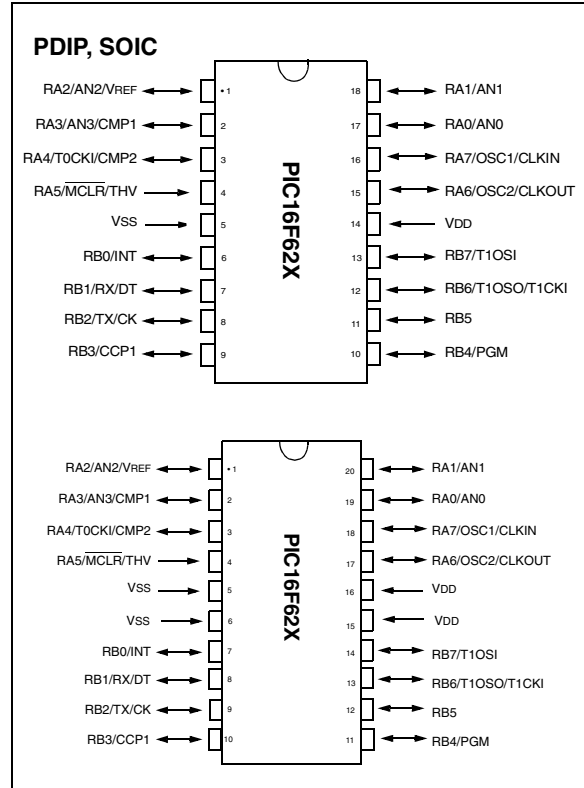 PDIP, SOIC
RA2/AN2/VREF 1 18 RA1/AN1
RA3/AN3/CMP1 2 17 RA0/AN0
RA4/T0CKI/CMP2 3 16 RA7/OSC1/CLKIN
RA5/MCLR/THV 4 15 RA6/OSC2/CLKOUT
VSS 5 14 VDD
RB0/INT 6 13 RB7/T1OSI
RB1/RX/DT 7 12 RB6/T1OSO/T1CKI
RB2/TX/CK 8 11 RB5
RB3/CCP1 9 10 RB4/PGM
PIC16F62X
RA2/AN2/VREF 1 20 RA1/AN1
RA3/AN3/CMP1 2 19 RA0/AN0
RA4/T0CKI/CMP2 3 18 RA7/OSC1/CLKIN
RA5/MCLR/THV 4 17 RA6/OSC2/CLKOUT
VSS 5 16 VDD
VSS 6 15 VDD
RB0/INT 7 14 RB7/T1OSI
RB1/RX/DT 8 13 RB6/T1OSO/T1CKI
RB2/TX/CK 9 12 RB5
RB3/CCP1 10 11 RB4/PGM
PIC16F62X